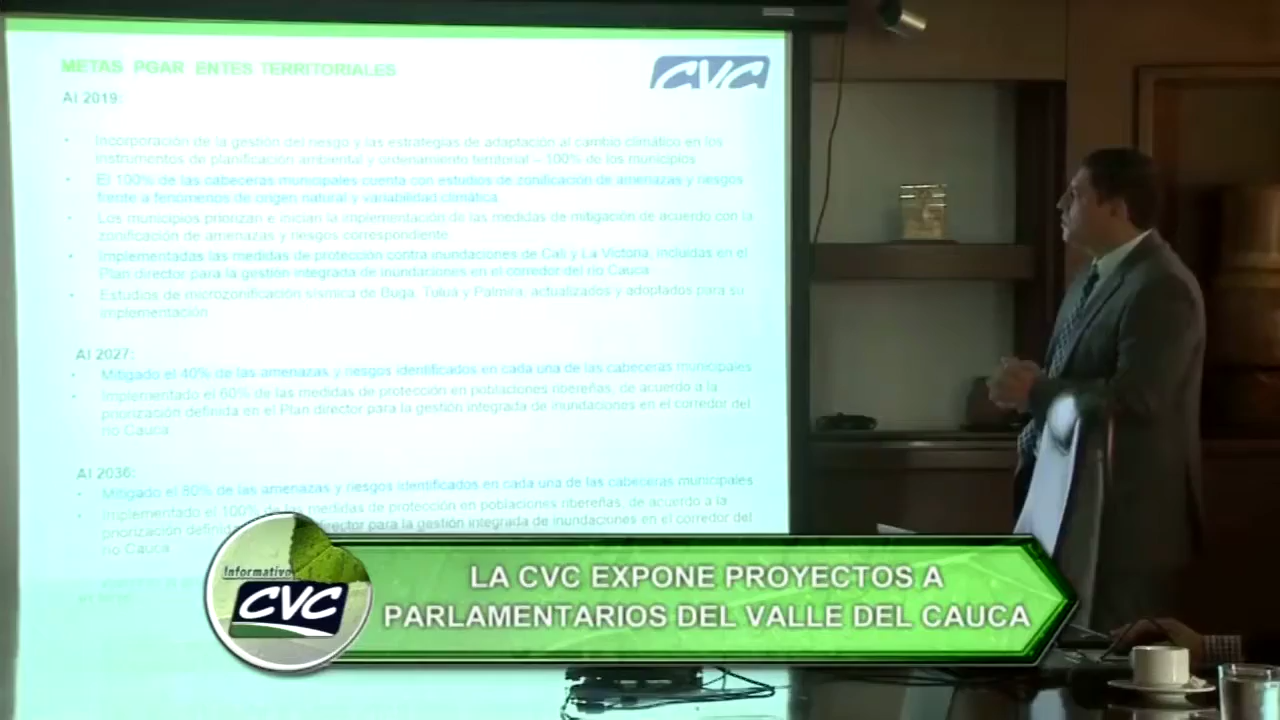 METAS PGAR ENTES TERRITORIALES
CVC
Al 2019:
• Incorporación de la gestión del riesgo y las estrategias de adaptación al cambio climático en los
instrumentos de planificación ambiental y ordenamiento territorial – 100% de los municipios
• El 100% de las cabeceras municipales cuenta con estudios de zonificación de amenazas y riesgos
frente a fenómenos de origen natural y variabilidad climática.
• Los municipios priorizan e inician la implementación de las medidas de mitigación de acuerdo con la
zonificación de amenazas y riesgos correspondiente
• Implementadas las medidas de protección contra inundaciones de Cali y La Victoria, incluidas en el
Plan director para la gestión integrada de inundaciones en el corredor del río Cauca
• Estudios de microzonificación sísmica de Buga, Tuluá y Palmira, actualizados y adoptados para su
implementación
Al 2027:
• Mitigado el 40% de las amenazas y riesgos identificados en cada una de las cabeceras municipales
• Implementado el 60% de las medidas de protección en poblaciones ribereñas, de acuerdo a la
priorización definida en el Plan director para la gestión integrada de inundaciones en el corredor del
río Cauca
Al 2036:
• Mitigado el 80% de las amenazas y riesgos identificados en cada una de las cabeceras municipales
• Implementado el 100% de las medidas de protección en poblaciones ribereñas, de acuerdo a la
priorización definida director para la gestión integrada de inundaciones en el corredor del
río Cauca
Informativo
CVC
LA CVC EXPONE PROYECTOS A
PARLAMENTARIOS DEL VALLE DEL CAUCA